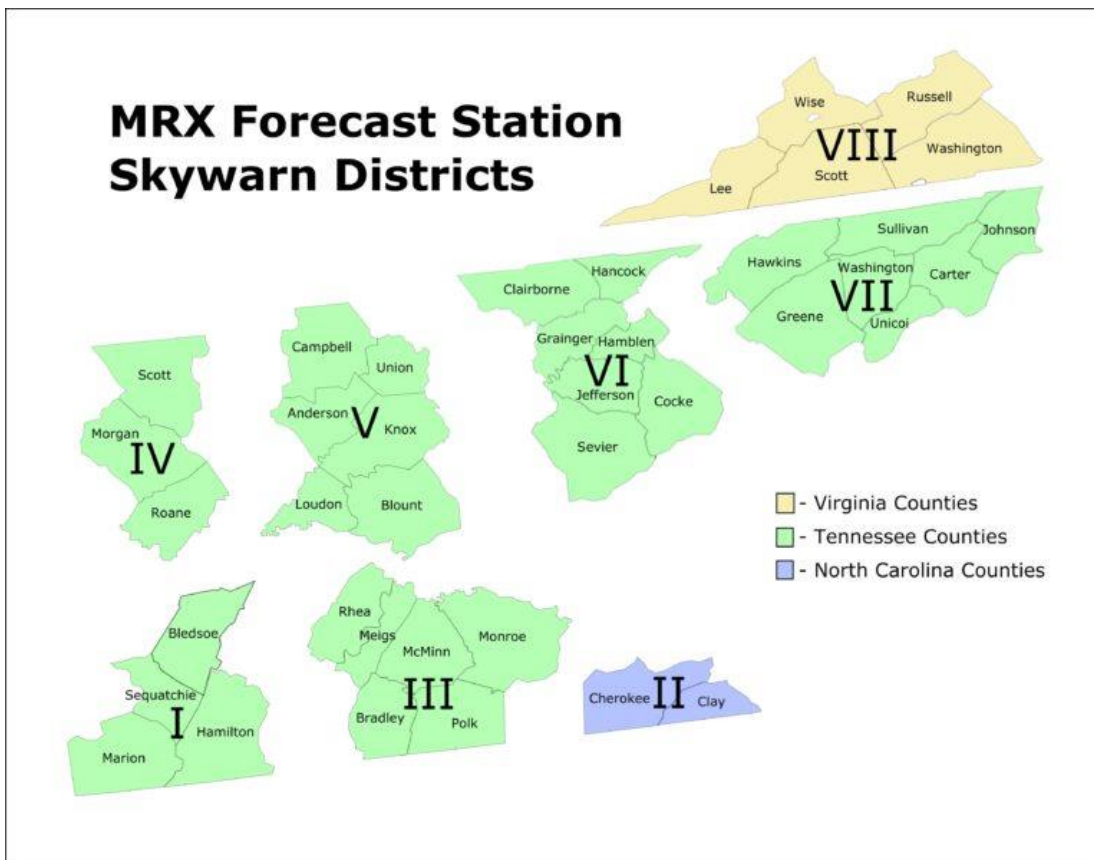 MRX Forecast Station
Skywarn Districts
Wise
Russell
VIII
Washington
Lee
Scott
Sullivan
Johnson
Hawkins
Washington
Carter
VII
Greene
Unicoi
Hancock
Clairborne
Grainger
Hamblen
VI
Jefferson
Cocke
Sevier
Campbell
Union
Anderson
V
Knox
Loudon
Blount
Scott
Morgan
IV
Roane
- Virginia Counties
- Tennessee Counties
- North Carolina Counties
Bledsoe
Sequatchie
I
Hamilton
Marion
Rhea
Meigs
McMinn
Monroe
III
Bradley
Polk
Cherokee
II
Clay